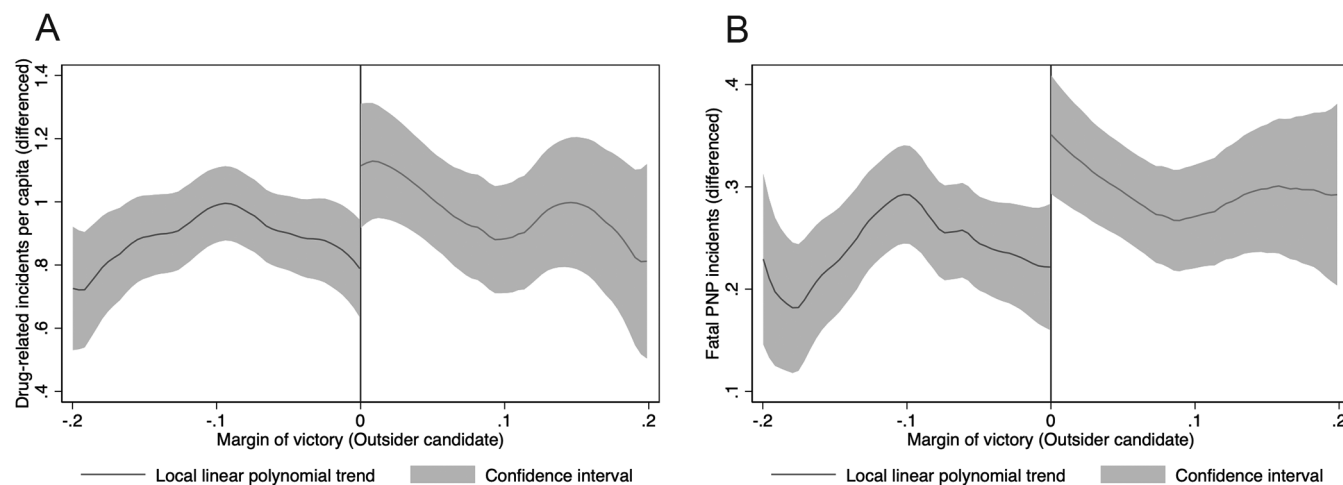 A
Drug-related incidents per capita (differenced)
1.4
1.2
1
.8
.6
.4
-.2
-.1
0
.1
.2
Margin of victory (Outsider candidate)
Local linear polynomial trend
Confidence interval
B
Fatal PNP incidents (differenced)
.4
.3
.2
.1
-.2
-.1
0
.1
.2
Margin of victory (Outsider candidate)
Local linear polynomial trend
Confidence interval